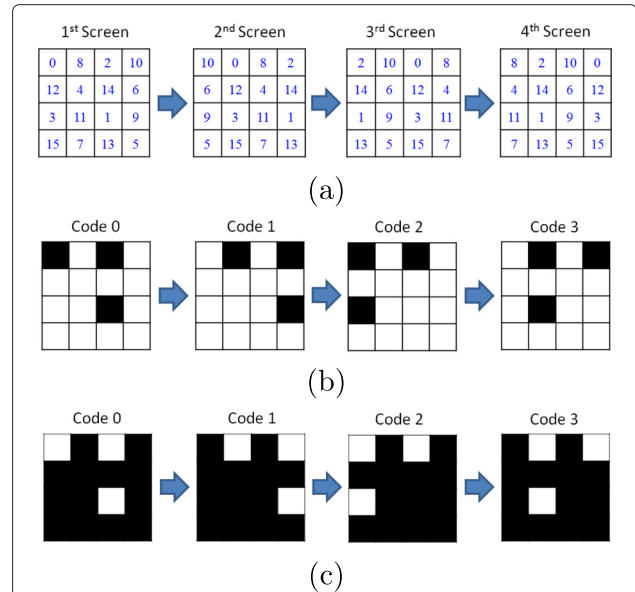 1st Screen 2nd Screen 3rd Screen 4th Screen
0 8 2 10 10 0 8 2 2 10 0 8 8 2 10 0
12 4 14 6 6 12 4 14 14 6 12 4 4 14 6 12
3 11 1 9 9 3 11 1 1 9 3 11 11 1 9 3
15 7 13 5 5 15 7 13 13 5 15 7 7 13 5 15
(a)
Code 0 Code 1 Code 2 Code 3
(b)
Code 0 Code 1 Code 2 Code 3
(c)